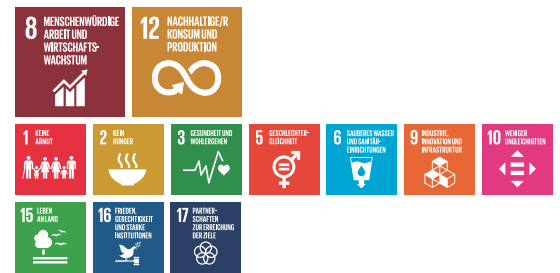 8 MENSCHENWÜRDIGE
ARBEIT UND
WIRTSCHAFTS-
WACHSTUM
12 NACHHALTIGE/R
KONSUM UND
PRODUKTION
1 KEINE
ARMUT
2 KEIN
HUNGER
3 GESUNDHEIT UND
WOHLERGEHEN
5 GESCHLECHTER-
GLEICHHEIT
6 SAUBERES WASSER
UND SANITÄR-
EINRICHTUNGEN
9 INDUSTRIE,
INNOVATION UND
INFRASTRUKTUR
10 WENIGER
UNGLEICHHEITEN
15 LEBEN
AN LAND
16 FRIEDEN,
GERECHTIGKEIT
UND STARKE
INSTITUTIONEN
17 PARTNER-
SCHAFTEN
ZUR ERREICHUNG
DER ZIELE